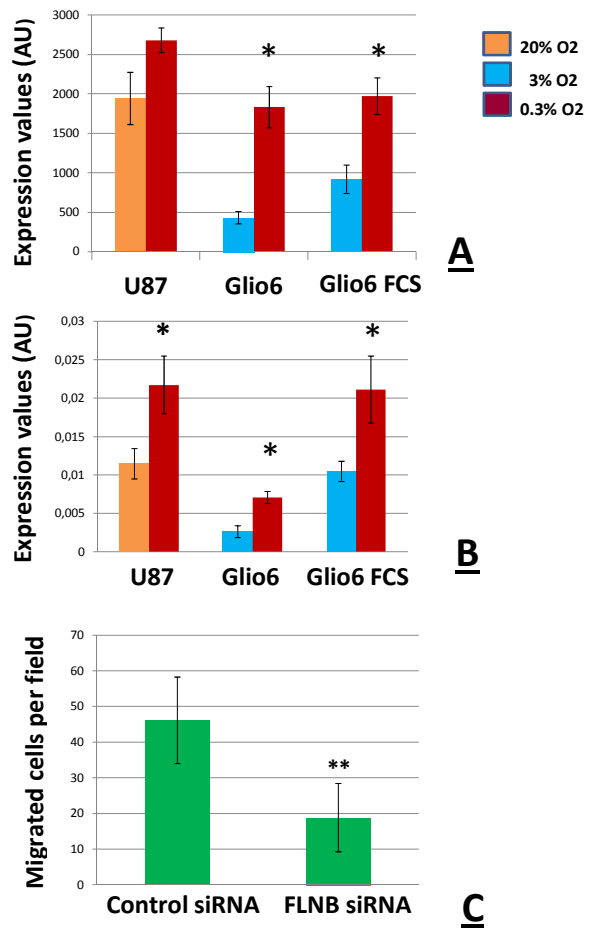 3000
2500
2000
1500
1000
500
0
Expression values (AU)
*
*
U87
Glio6
Glio6 FCS
20% O2
3% O2
0.3% O2
A
0,03
0,025
0,02
0,015
0,01
0,005
0
Expression values (AU)
*
*
*
U87
Glio6
Glio6 FCS
B
70
60
50
40
30
20
10
0
Migrated cells per field
**
Control siRNA
FLNB siRNA
C